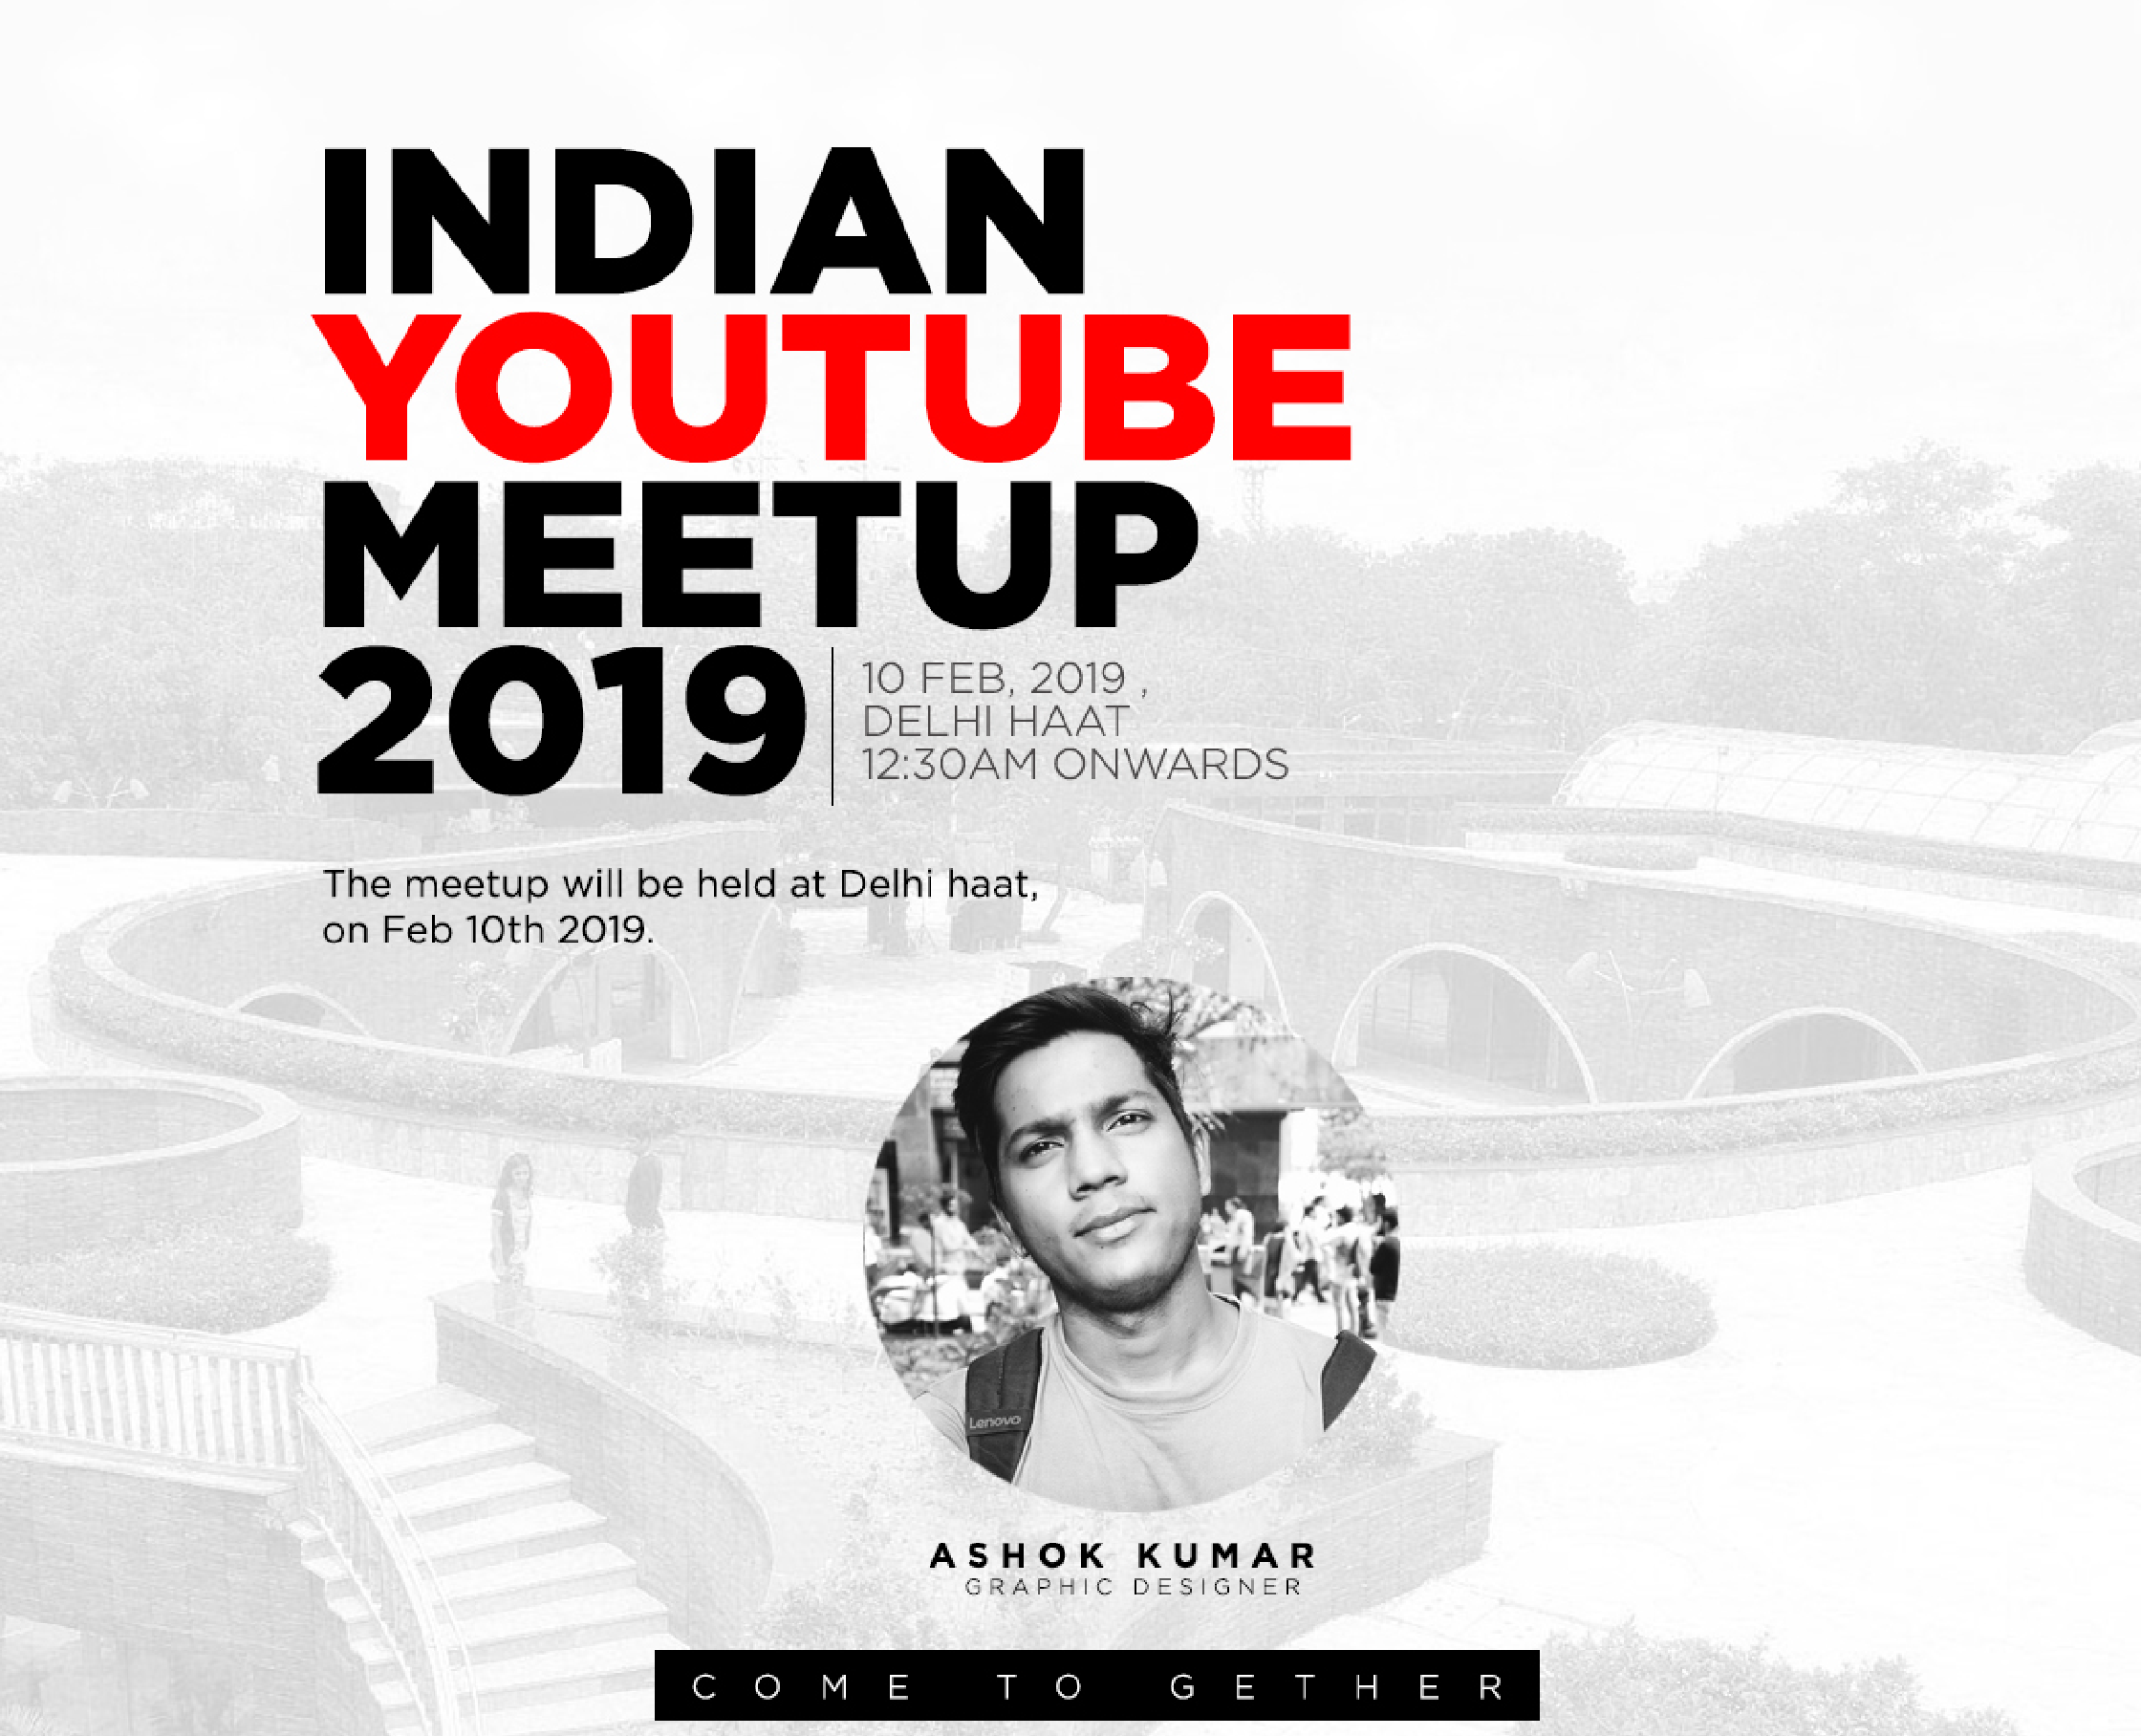 INDIAN
YOUTUBE
MEETUP
2019
10 FEB, 2019 ,
DELHI HAAT
12:30AM ONWARDS
The meetup will be held at Delhi haat,
on Feb 10th 2019.
Lenovo
ASHOK KUMAR
GRAPHIC DESIGNER
COME TO GETHER